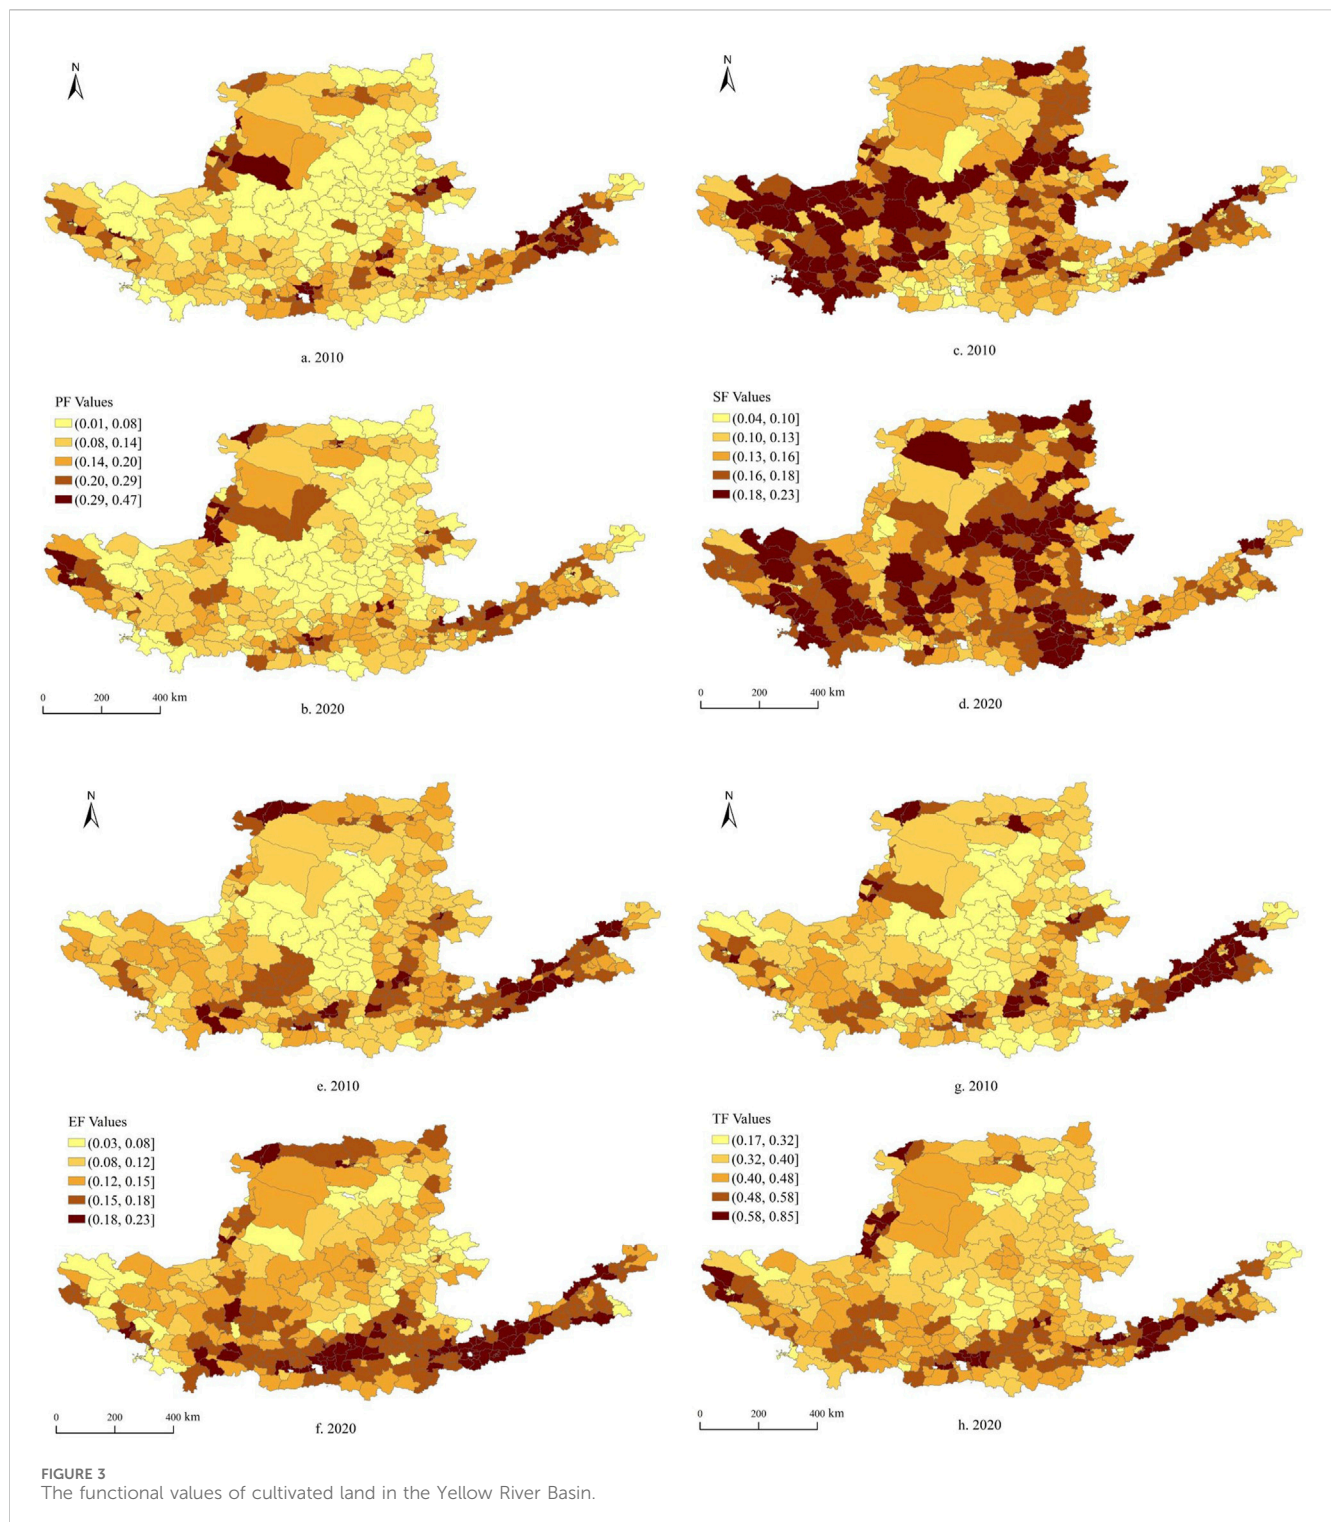 N
N
a. 2010
c. 2010
PF Values
(0.01, 0.08]
(0.08, 0.14]
(0.14, 0.20]
(0.20, 0.29]
(0.29, 0.47]
SF Values
(0.04, 0.10]
(0.10, 0.13]
(0.13, 0.16]
(0.16, 0.18]
(0.18, 0.23]
0 200 400 km
b. 2020
0 200 400 km
d. 2020
N
N
e. 2010
g. 2010
EF Values
(0.03, 0.08]
(0.08, 0.12]
(0.12, 0.15]
(0.15, 0.18]
(0.18, 0.23]
TF Values
(0.17, 0.32]
(0.32, 0.40]
(0.40, 0.48]
(0.48, 0.58]
(0.58, 0.85]
0 200 400 km
f. 2020
0 200 400 km
h. 2020
FIGURE 3
The functional values of cultivated land in the Yellow River Basin.